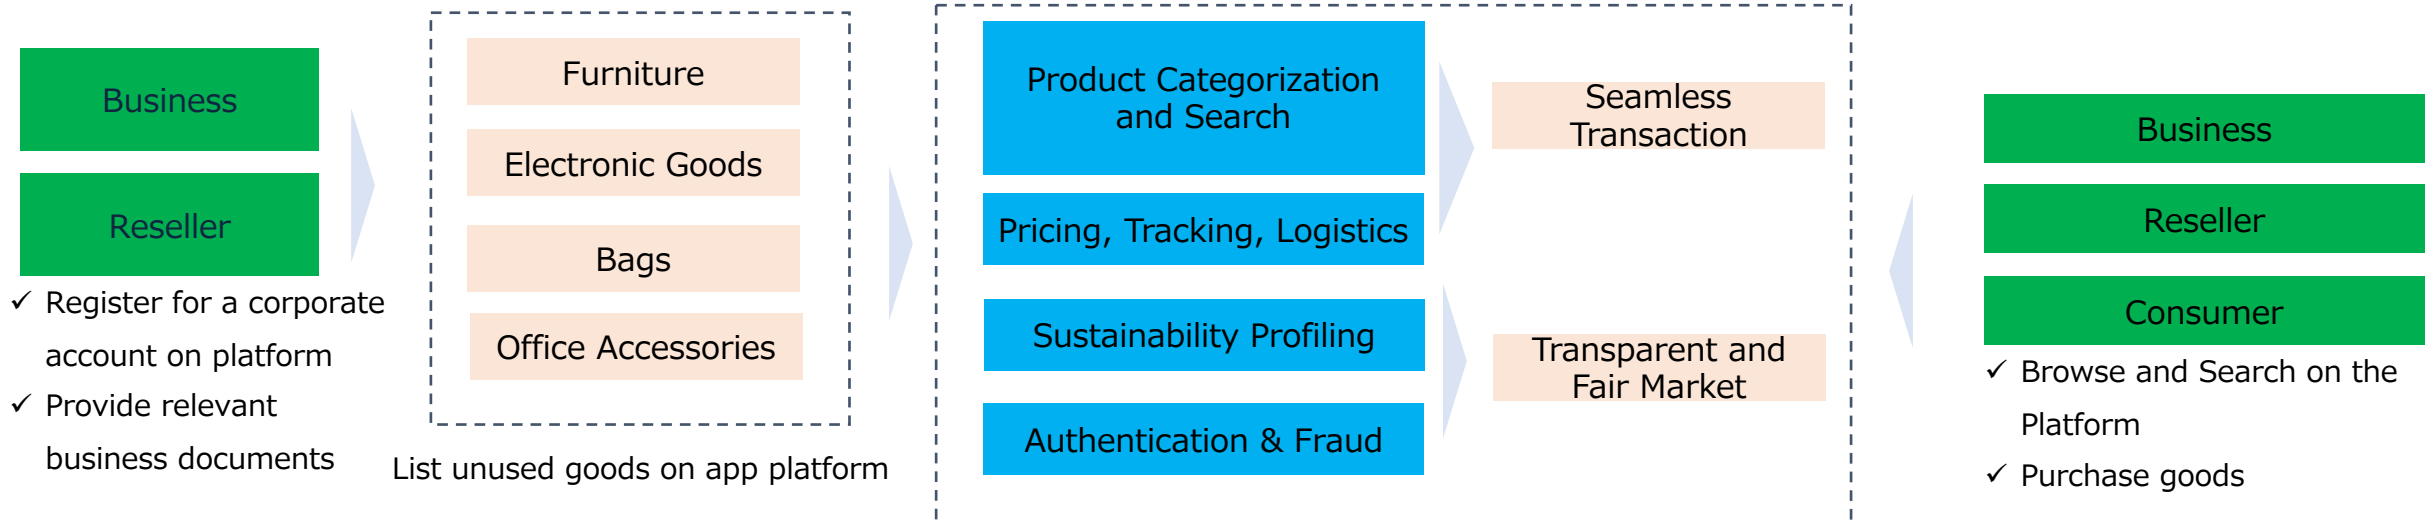 Business
Reseller
✓ Register for a corporate
account on platform
✓ Provide relevant
business documents
Furniture
Electronic Goods
Bags
Office Accessories
List unused goods on app platform
Product Categorization
and Search
Pricing, Tracking, Logistics
Sustainability Profiling
Authentication & Fraud
Seamless
Transaction
Transparent and
Fair Market
Business
Reseller
Consumer
✓ Browse and Search on the
Platform
✓ Purchase goods